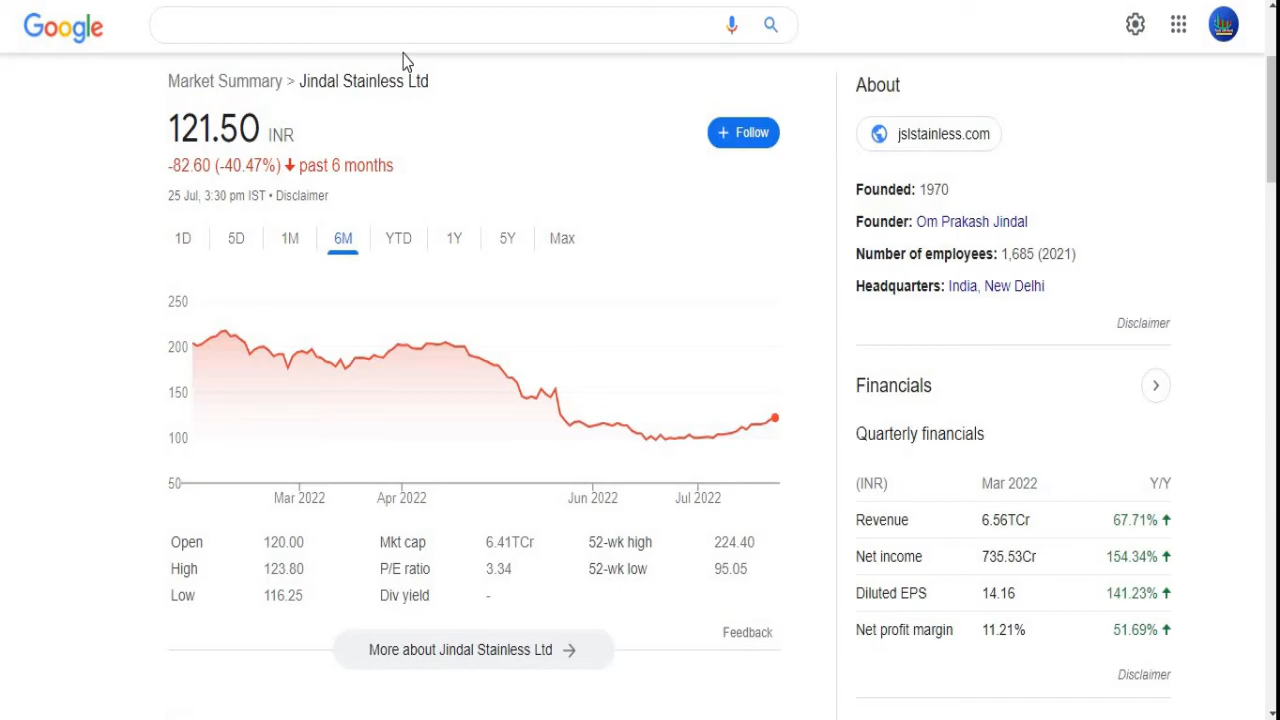 Google
Market Summary > Jindal Stainless Ltd
121.50 INR
+ Follow
-82.60 (-40.47%) ↓ past 6 months
25 Jul, 3:30 pm IST • Disclaimer
1D 5D 1M 6M YTD 1Y 5Y Max
250
200
150
100
50
Mar 2022 Apr 2022 Jun 2022 Jul 2022
Open 120.00 Mkt cap 6.41TCr 52-wk high 224.40
High 123.80 P/E ratio 3.34 52-wk low 95.05
Low 116.25 Div yield -
Feedback
More about Jindal Stainless Ltd →
About
jslstainless.com
Founded: 1970
Founder: Om Prakash Jindal
Number of employees: 1,685 (2021)
Headquarters: India, New Delhi
Disclaimer
Financials
Quarterly financials
(INR) Mar 2022 Y/Y
Revenue 6.56TCr 67.71% ↑
Net income 735.53Cr 154.34% ↑
Diluted EPS 14.16 141.23% ↑
Net profit margin 11.21% 51.69% ↑
Disclaimer